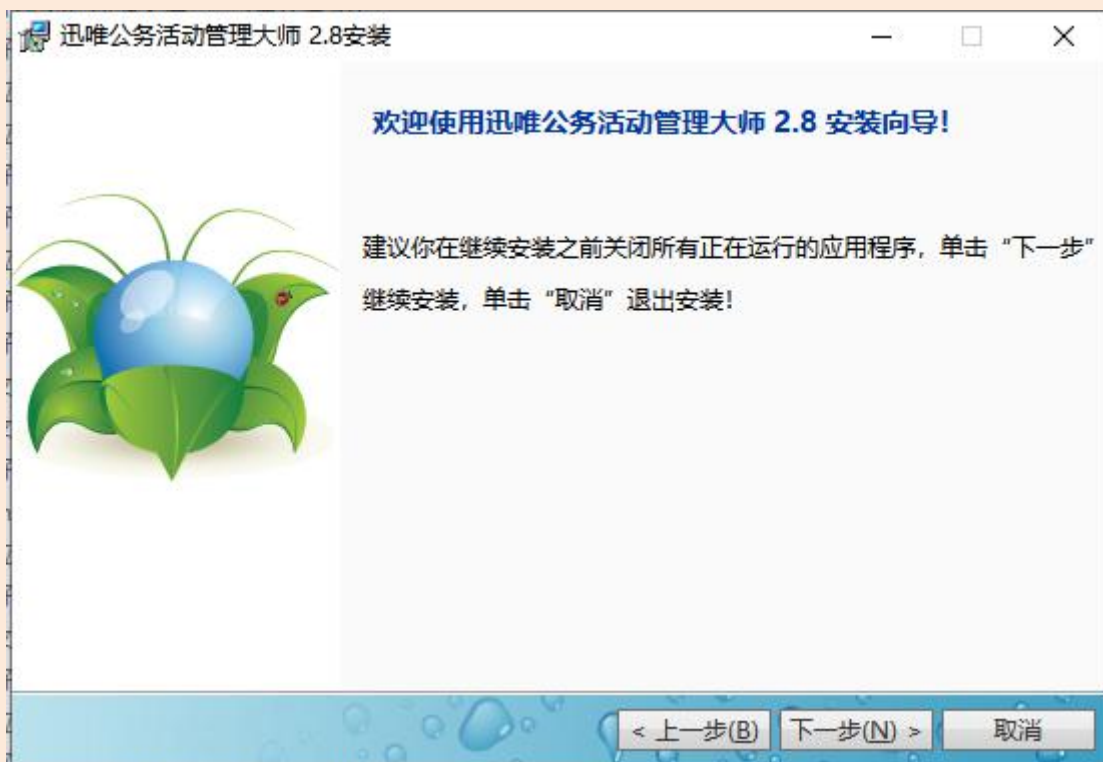 迅唯公务活动管理大师 2.8安装
欢迎使用迅唯公务活动管理大师 2.8 安装向导!
建议你在继续安装之前关闭所有正在运行的应用程序，单击“下一步”
继续安装，单击“取消”退出安装!
< 上一步(B) 下一步(N) > 取消